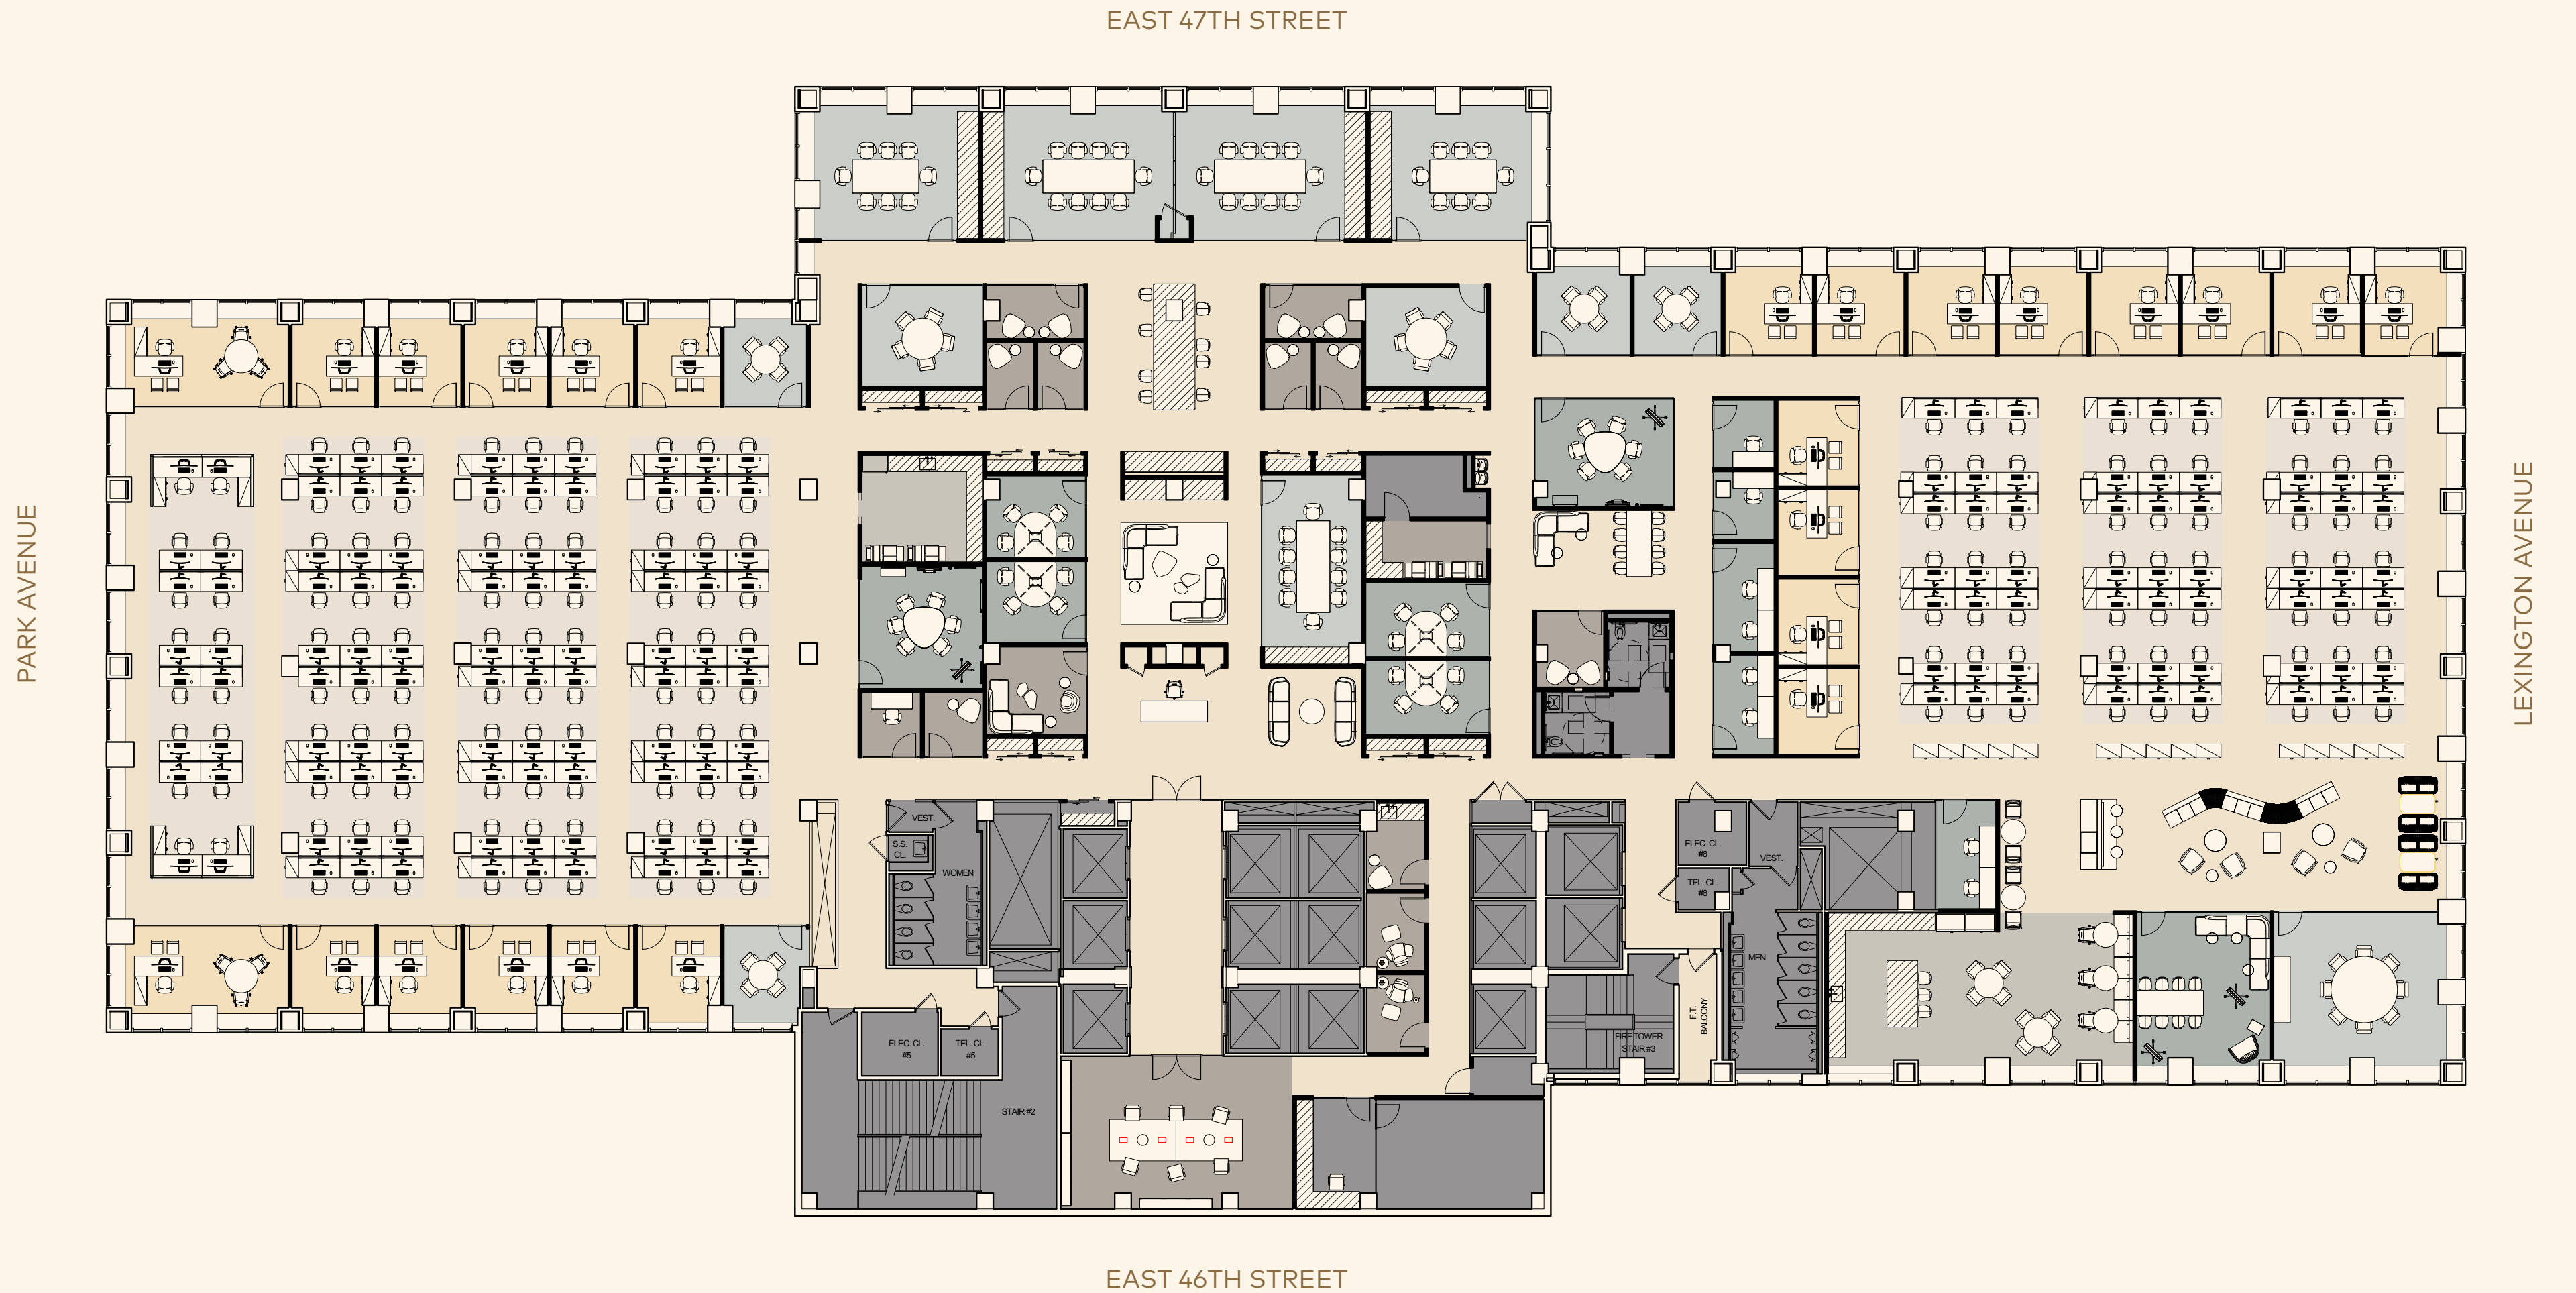 EAST 47TH STREET
PARK AVENUE
LEXINGTON AVENUE
VEST.
S.S.
CL.
WOMEN
ELEC. CL.
#8
VEST.
TEL. CL.
#8
MEN
F.T.
BALCONY
FIRE TOWER
STAIR #3
ELEC. CL.
#5
TEL. CL.
#5
STAIR #2
EAST 46TH STREET